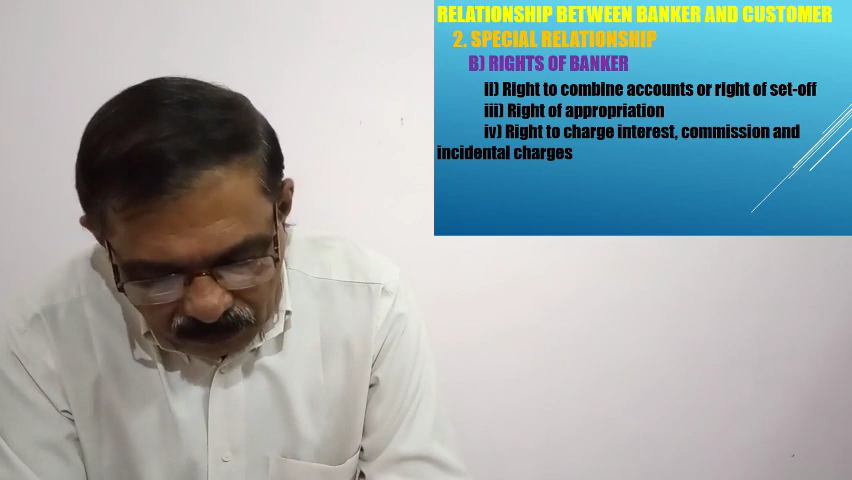 RELATIONSHIP BETWEEN BANKER AND CUSTOMER
2. SPECIAL RELATIONSHIP
B) RIGHTS OF BANKER
ii) Right to combine accounts or right of set-off
iii) Right of appropriation
iv) Right to charge interest, commission and
incidental charges